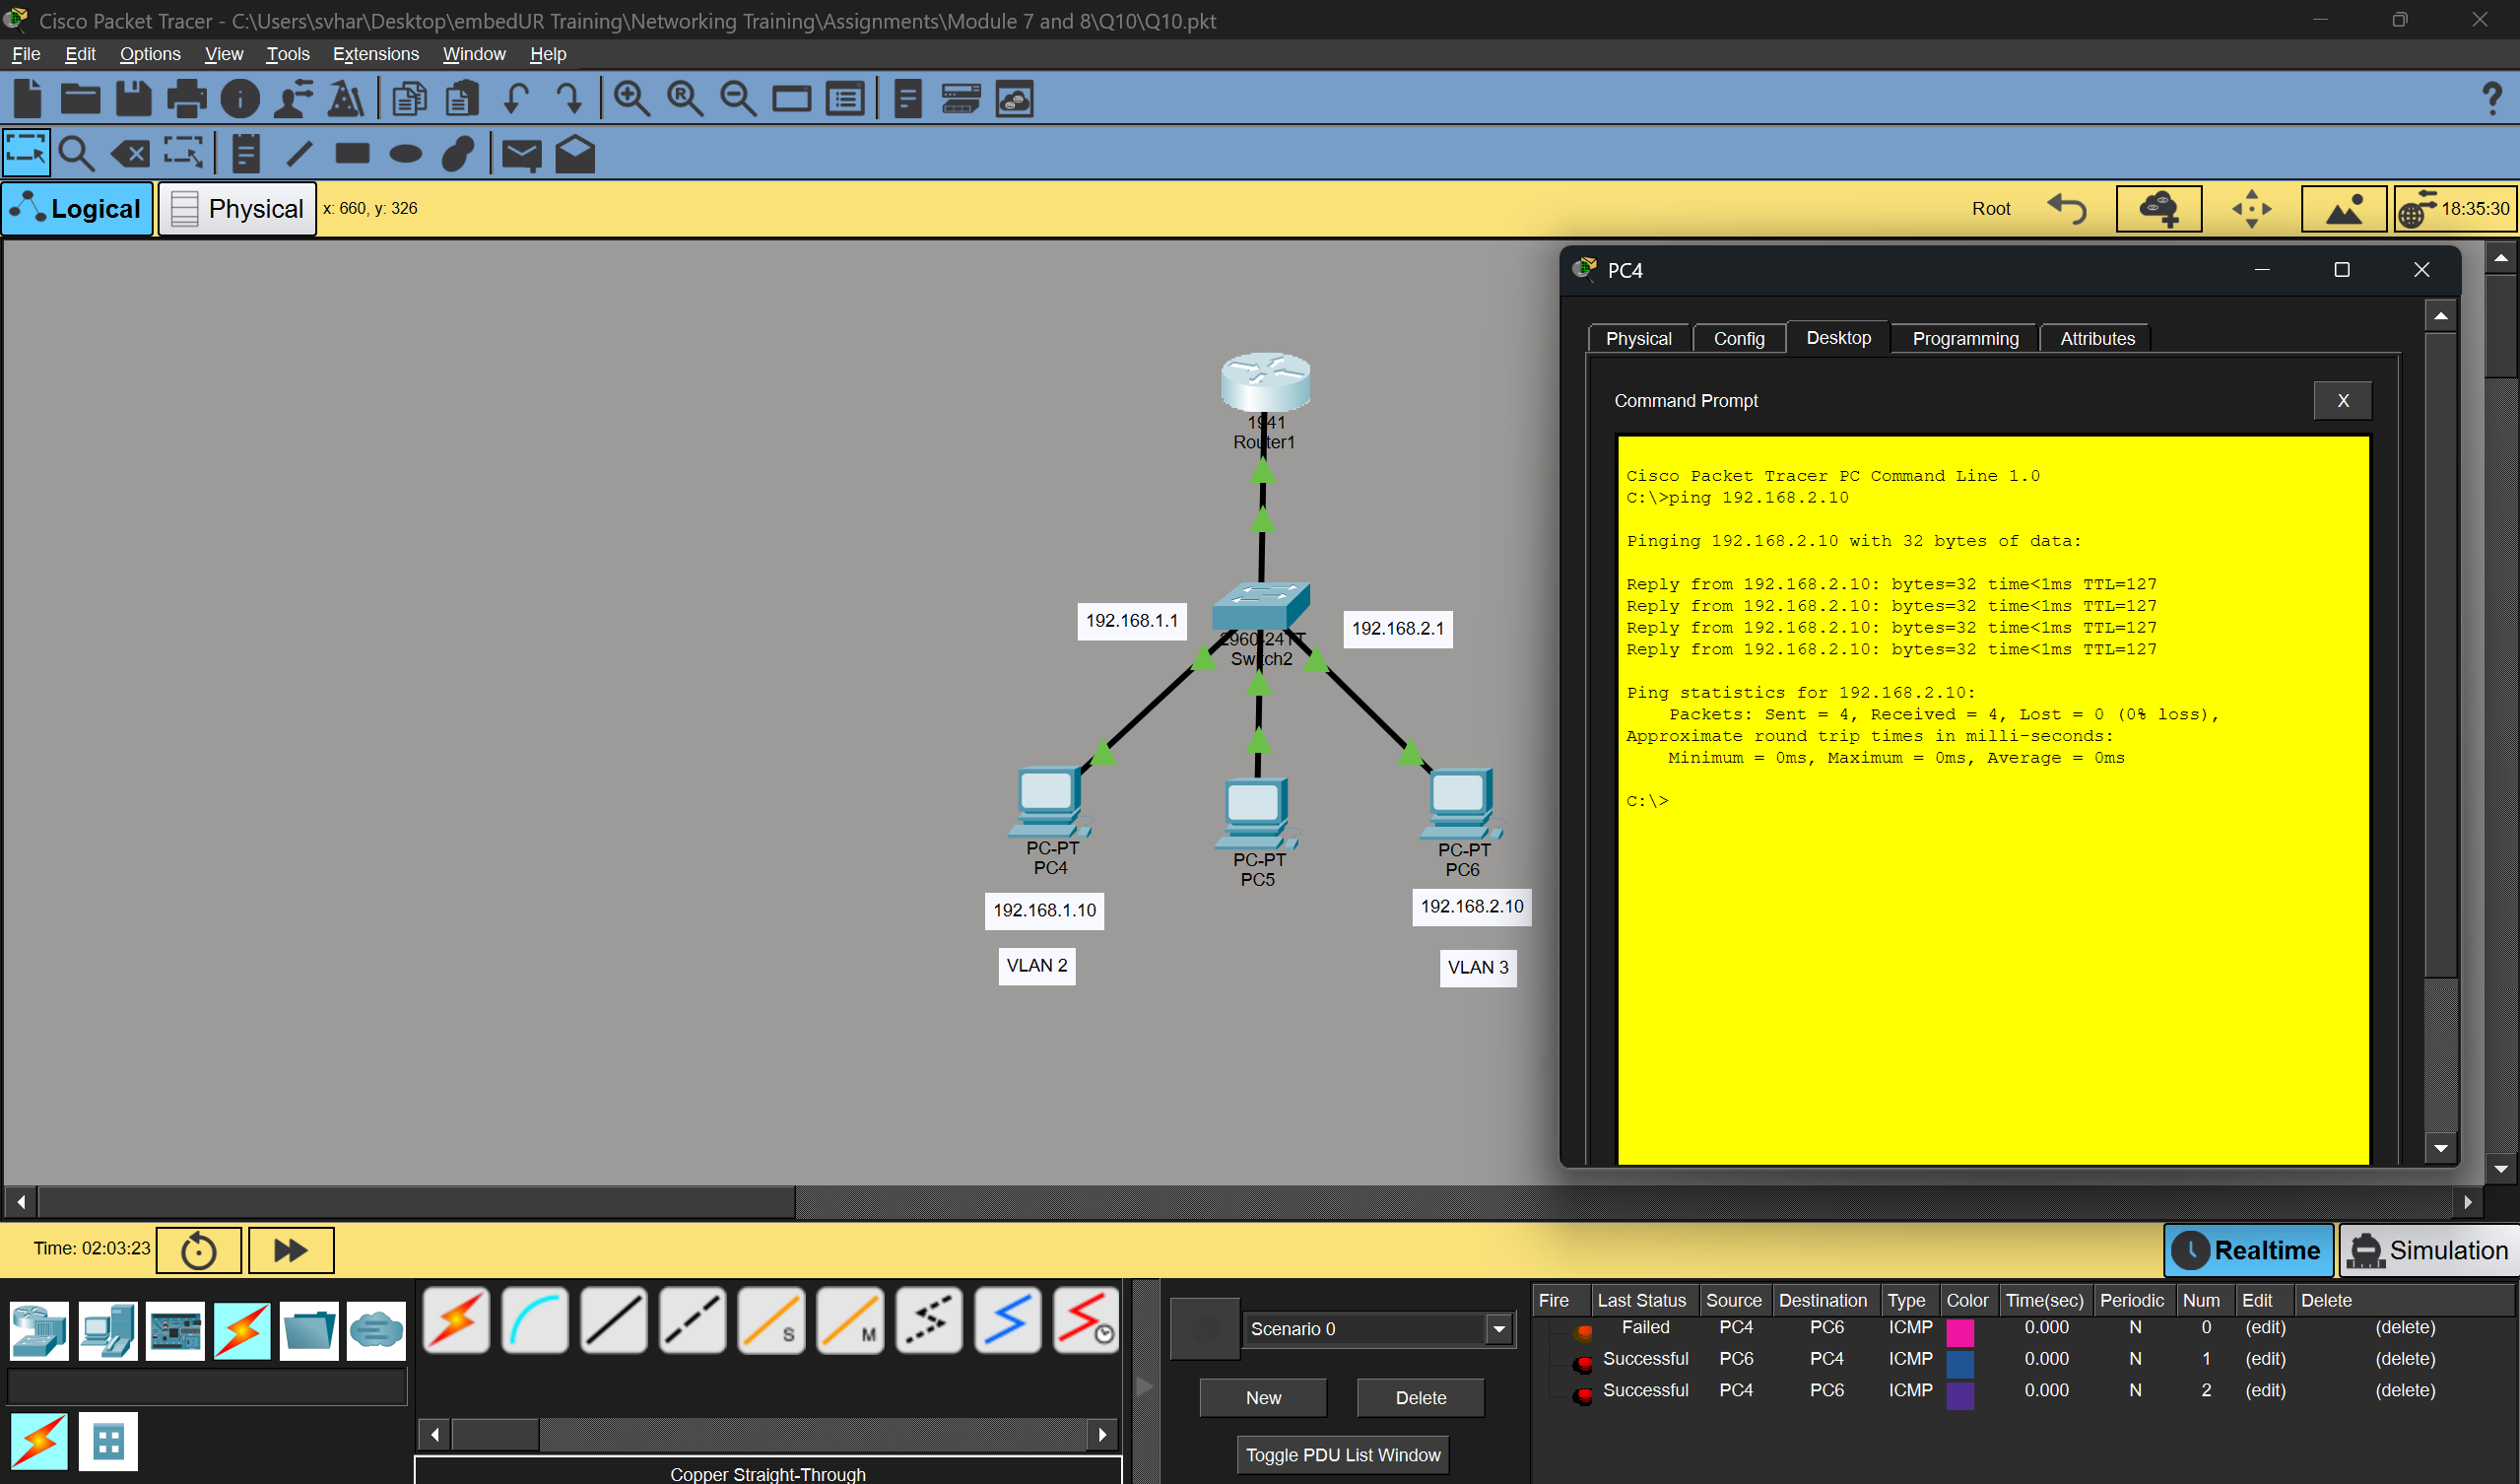 Cisco Packet Tracer - C:\Users\svhar\Desktop\embedUR Training\Networking Training\Assignments\Module 7 and 8\Q10\Q10.pkt
File Edit Options View Tools Extensions Window Help
Logical Physical x: 660, y: 326 Root 18:35:30
PC4
Physical Config Desktop Programming Attributes
Command Prompt X
Cisco Packet Tracer PC Command Line 1.0
C:\>ping 192.168.2.10
Pinging 192.168.2.10 with 32 bytes of data:
Reply from 192.168.2.10: bytes=32 time<1ms TTL=127
Reply from 192.168.2.10: bytes=32 time<1ms TTL=127
Reply from 192.168.2.10: bytes=32 time<1ms TTL=127
Reply from 192.168.2.10: bytes=32 time<1ms TTL=127
Ping statistics for 192.168.2.10:
Packets: Sent = 4, Received = 4, Lost = 0 (0% loss),
Approximate round trip times in milli-seconds:
Minimum = 0ms, Maximum = 0ms, Average = 0ms
C:\>
1941
Router1
192.168.1.1
192.168.2.1
2960-24TT
Switch2
PC-PT
PC4
PC-PT
PC5
PC-PT
PC6
192.168.1.10
192.168.2.10
VLAN 2
VLAN 3
Time: 02:03:23
Realtime Simulation
S M
Copper Straight-Through
Scenario 0
New Delete
Toggle PDU List Window
Fire Last Status Source Destination Type Color Time(sec) Periodic Num Edit Delete
Failed PC4 PC6 ICMP 0.000 N 0 (edit) (delete)
Successful PC6 PC4 ICMP 0.000 N 1 (edit) (delete)
Successful PC4 PC6 ICMP 0.000 N 2 (edit) (delete)